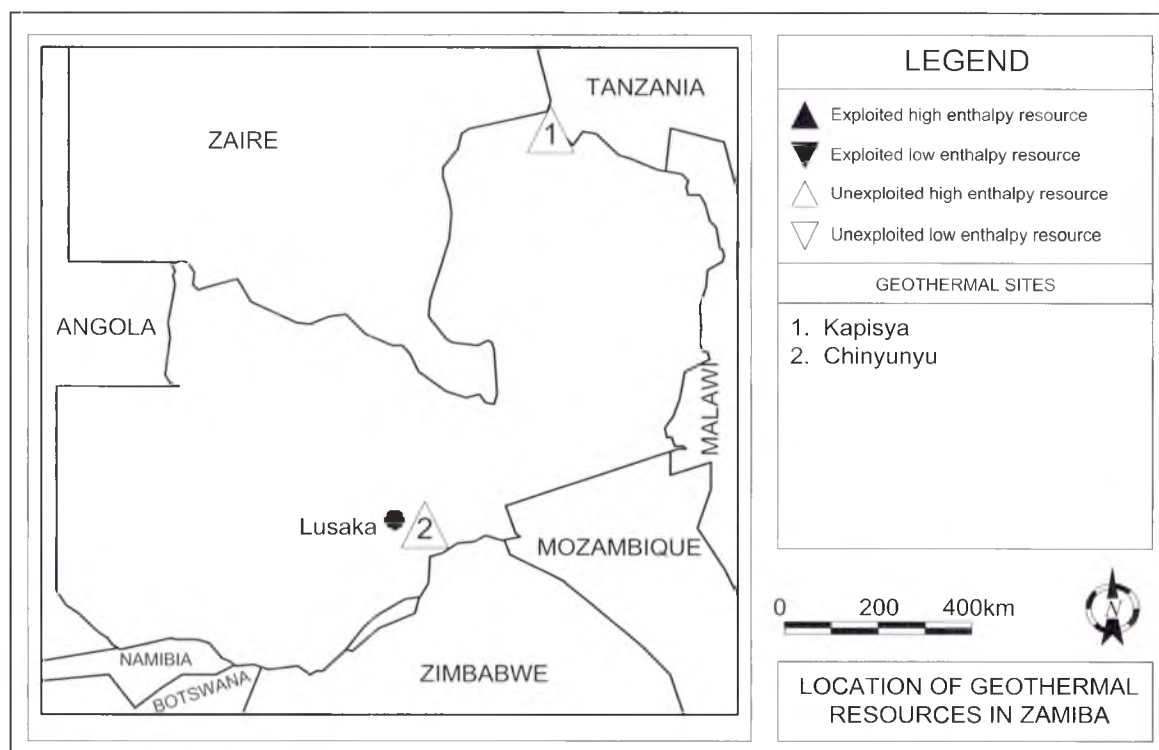 TANZANIA
ZAIRE
1
ANGOLA
MALAWI
Lusaka
2
MOZAMBIQUE
NAMIBIA
BOTSWANA
ZIMBABWE
LEGEND
Exploited high enthalpy resource
Exploited low enthalpy resource
Unexploited high enthalpy resource
Unexploited low enthalpy resource
GEOTHERMAL SITES
1. Kapisya
2. Chinyunyu
0 200 400km
N
LOCATION OF GEOTHERMAL
RESOURCES IN ZAMIBA